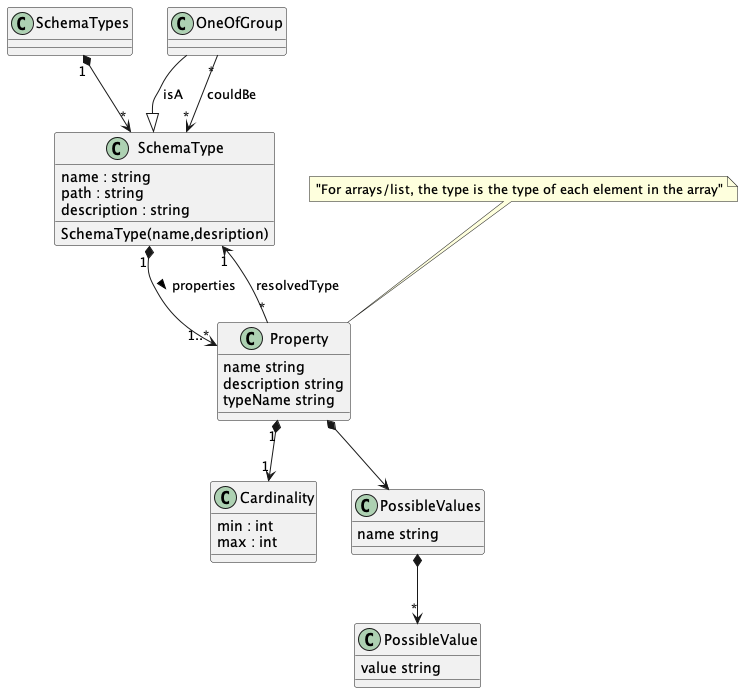 C SchemaTypes
C OneOfGroup
1
*
isA
*
couldBe
*
C SchemaType
name : string
path : string
description : string
SchemaType(name,desription)
"For arrays/list, the type is the type of each element in the array"
1
properties
1..*
1
resolvedType
*
C Property
name string
description string
typeName string
1
1
C Cardinality
min : int
max : int
C PossibleValues
name string
*
C PossibleValue
value string